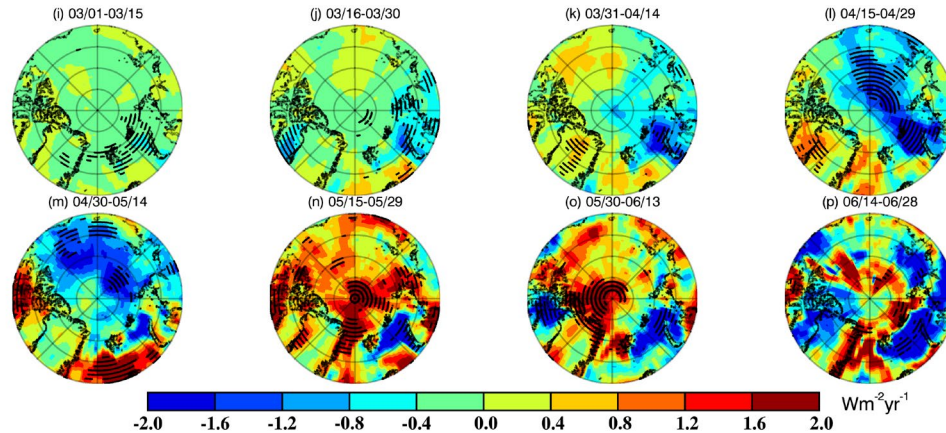 (i) 03/01-03/15 (j) 03/16-03/30 (k) 03/31-04/14 (l) 04/15-04/29
(m) 04/30-05/14 (n) 05/15-05/29 (o) 05/30-06/13 (p) 06/14-06/28
-2.0 -1.6 -1.2 -0.8 -0.4 0.0 0.4 0.8 1.2 1.6 2.0 Wm⁻²yr⁻¹